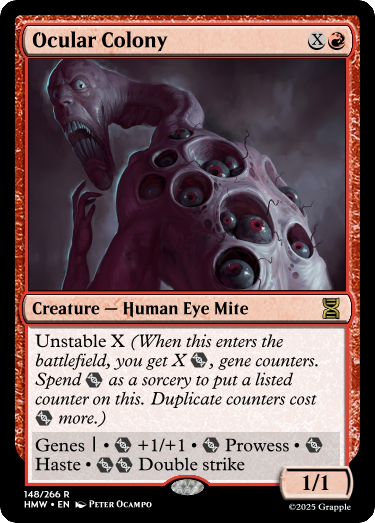 Ocular Colony
X
Creature — Human Eye Mite
Unstable X (When this enters the
battlefield, you get X , gene counters.
Spend as a sorcery to put a listed
counter on this. Duplicate counters cost
more.)
Genes | • +1/+1 • Prowess •
Haste • Double strike
1/1
148/266 R
HMW • EN Peter Ocampo
©2025 Grapple